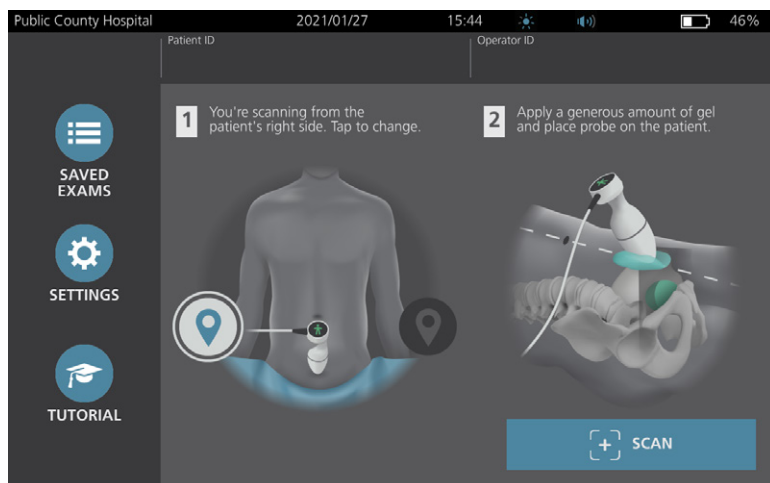 Public County Hospital 2021/01/27 15:44 46%
Patient ID
Operator ID
SAVED
EXAMS
SETTINGS
TUTORIAL
1 You're scanning from the
patient's right side. Tap to change.
2 Apply a generous amount of gel
and place probe on the patient.
SCAN